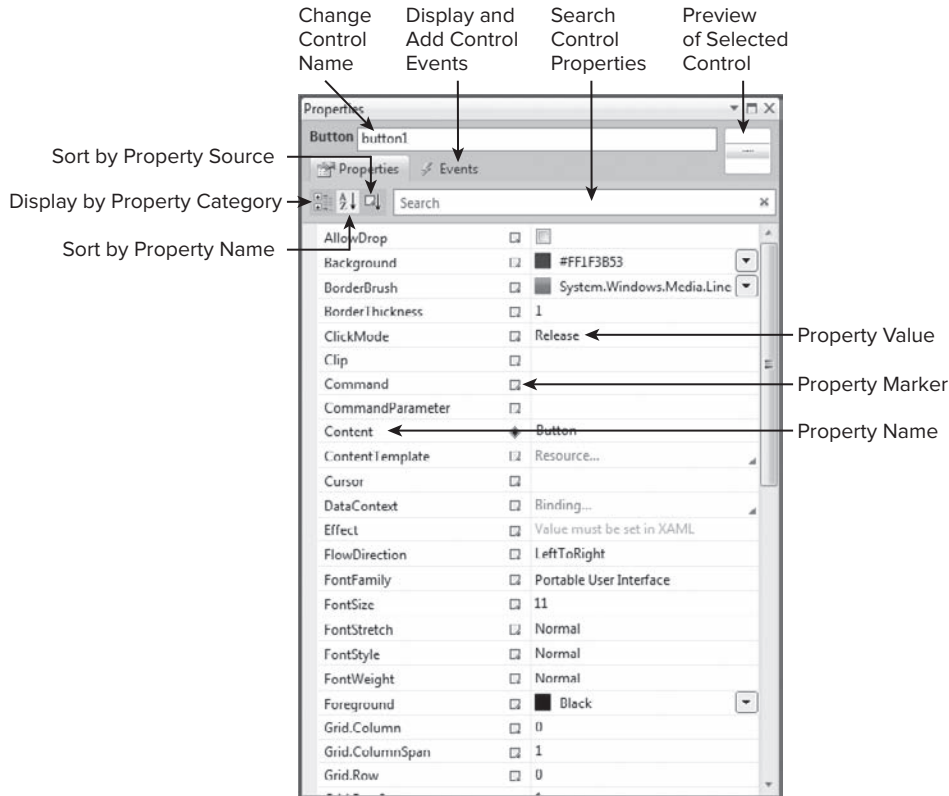 Change Control Name
Display and Add Control Events
Search Control Properties
Preview of Selected Control
Properties
Button button1
Sort by Property Source
Properties Events
Display by Property Category
Search
Sort by Property Name
AllowDrop
Background #FF1F3B53
BorderBrush System.Windows.Media.Line
BorderThickness 1
ClickMode Release
Property Value
Clip
Command
Property Marker
CommandParameter
Content Button
Property Name
ContentTemplate Resource...
Cursor
DataContext Binding...
Effect Value must be set in XAML
FlowDirection LeftToRight
FontFamily Portable User Interface
FontSize 11
FontStretch Normal
FontStyle Normal
FontWeight Normal
Foreground Black
Grid.Column 0
Grid.ColumnSpan 1
Grid.Row 0